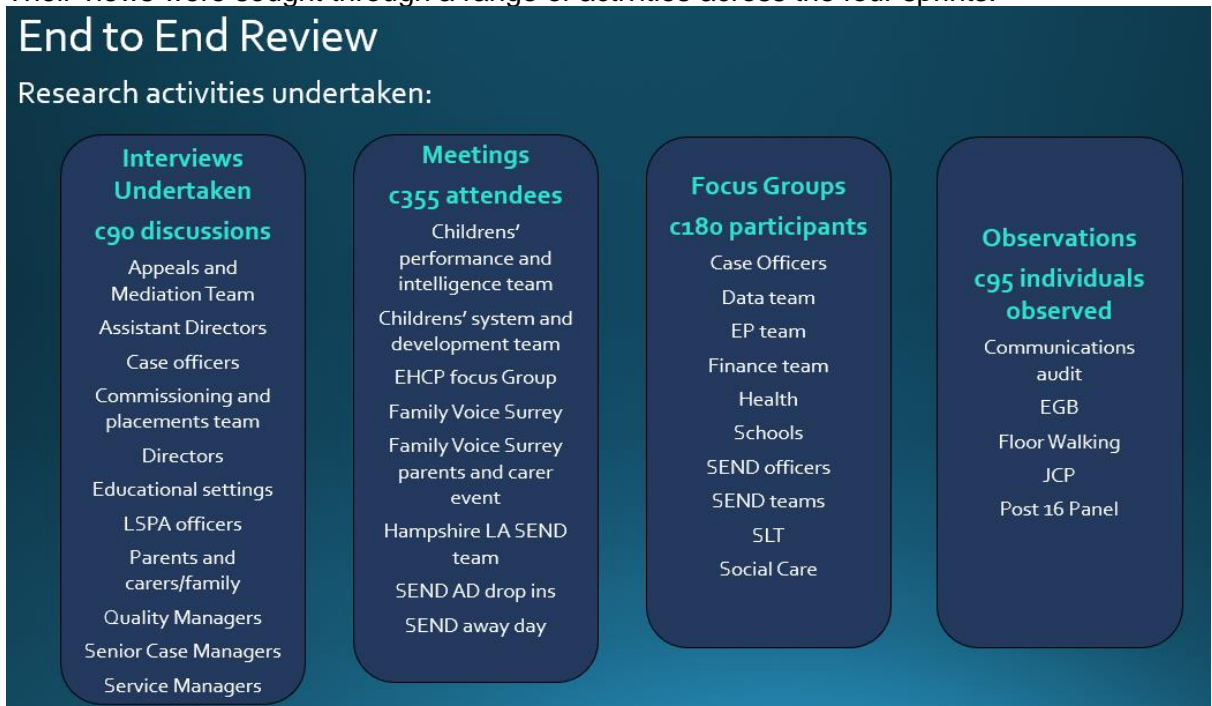 Their views were sought through a range of activities across the four sprints.
End to End Review
Research activities undertaken:
Interviews
Undertaken
c90 discussions
Appeals and
Mediation Team
Assistant Directors
Case officers
Commissioning and
placements team
Directors
Educational settings
LSPA officers
Parents and
carers/family
Quality Managers
Senior Case Managers
Service Managers
Meetings
c355 attendees
Childrens'
performance and
intelligence team
Childrens' system and
development team
EHCP focus Group
Family Voice Surrey
Family Voice Surrey
parents and carer
event
Hampshire LA SEND
team
SEND AD drop ins
SEND away day
Focus Groups
c180 participants
Case Officers
Data team
EP team
Finance team
Health
Schools
SEND officers
SEND teams
SLT
Social Care
Observations
c95 individuals
observed
Communications
audit
EGB
Floor Walking
JCP
Post 16 Panel